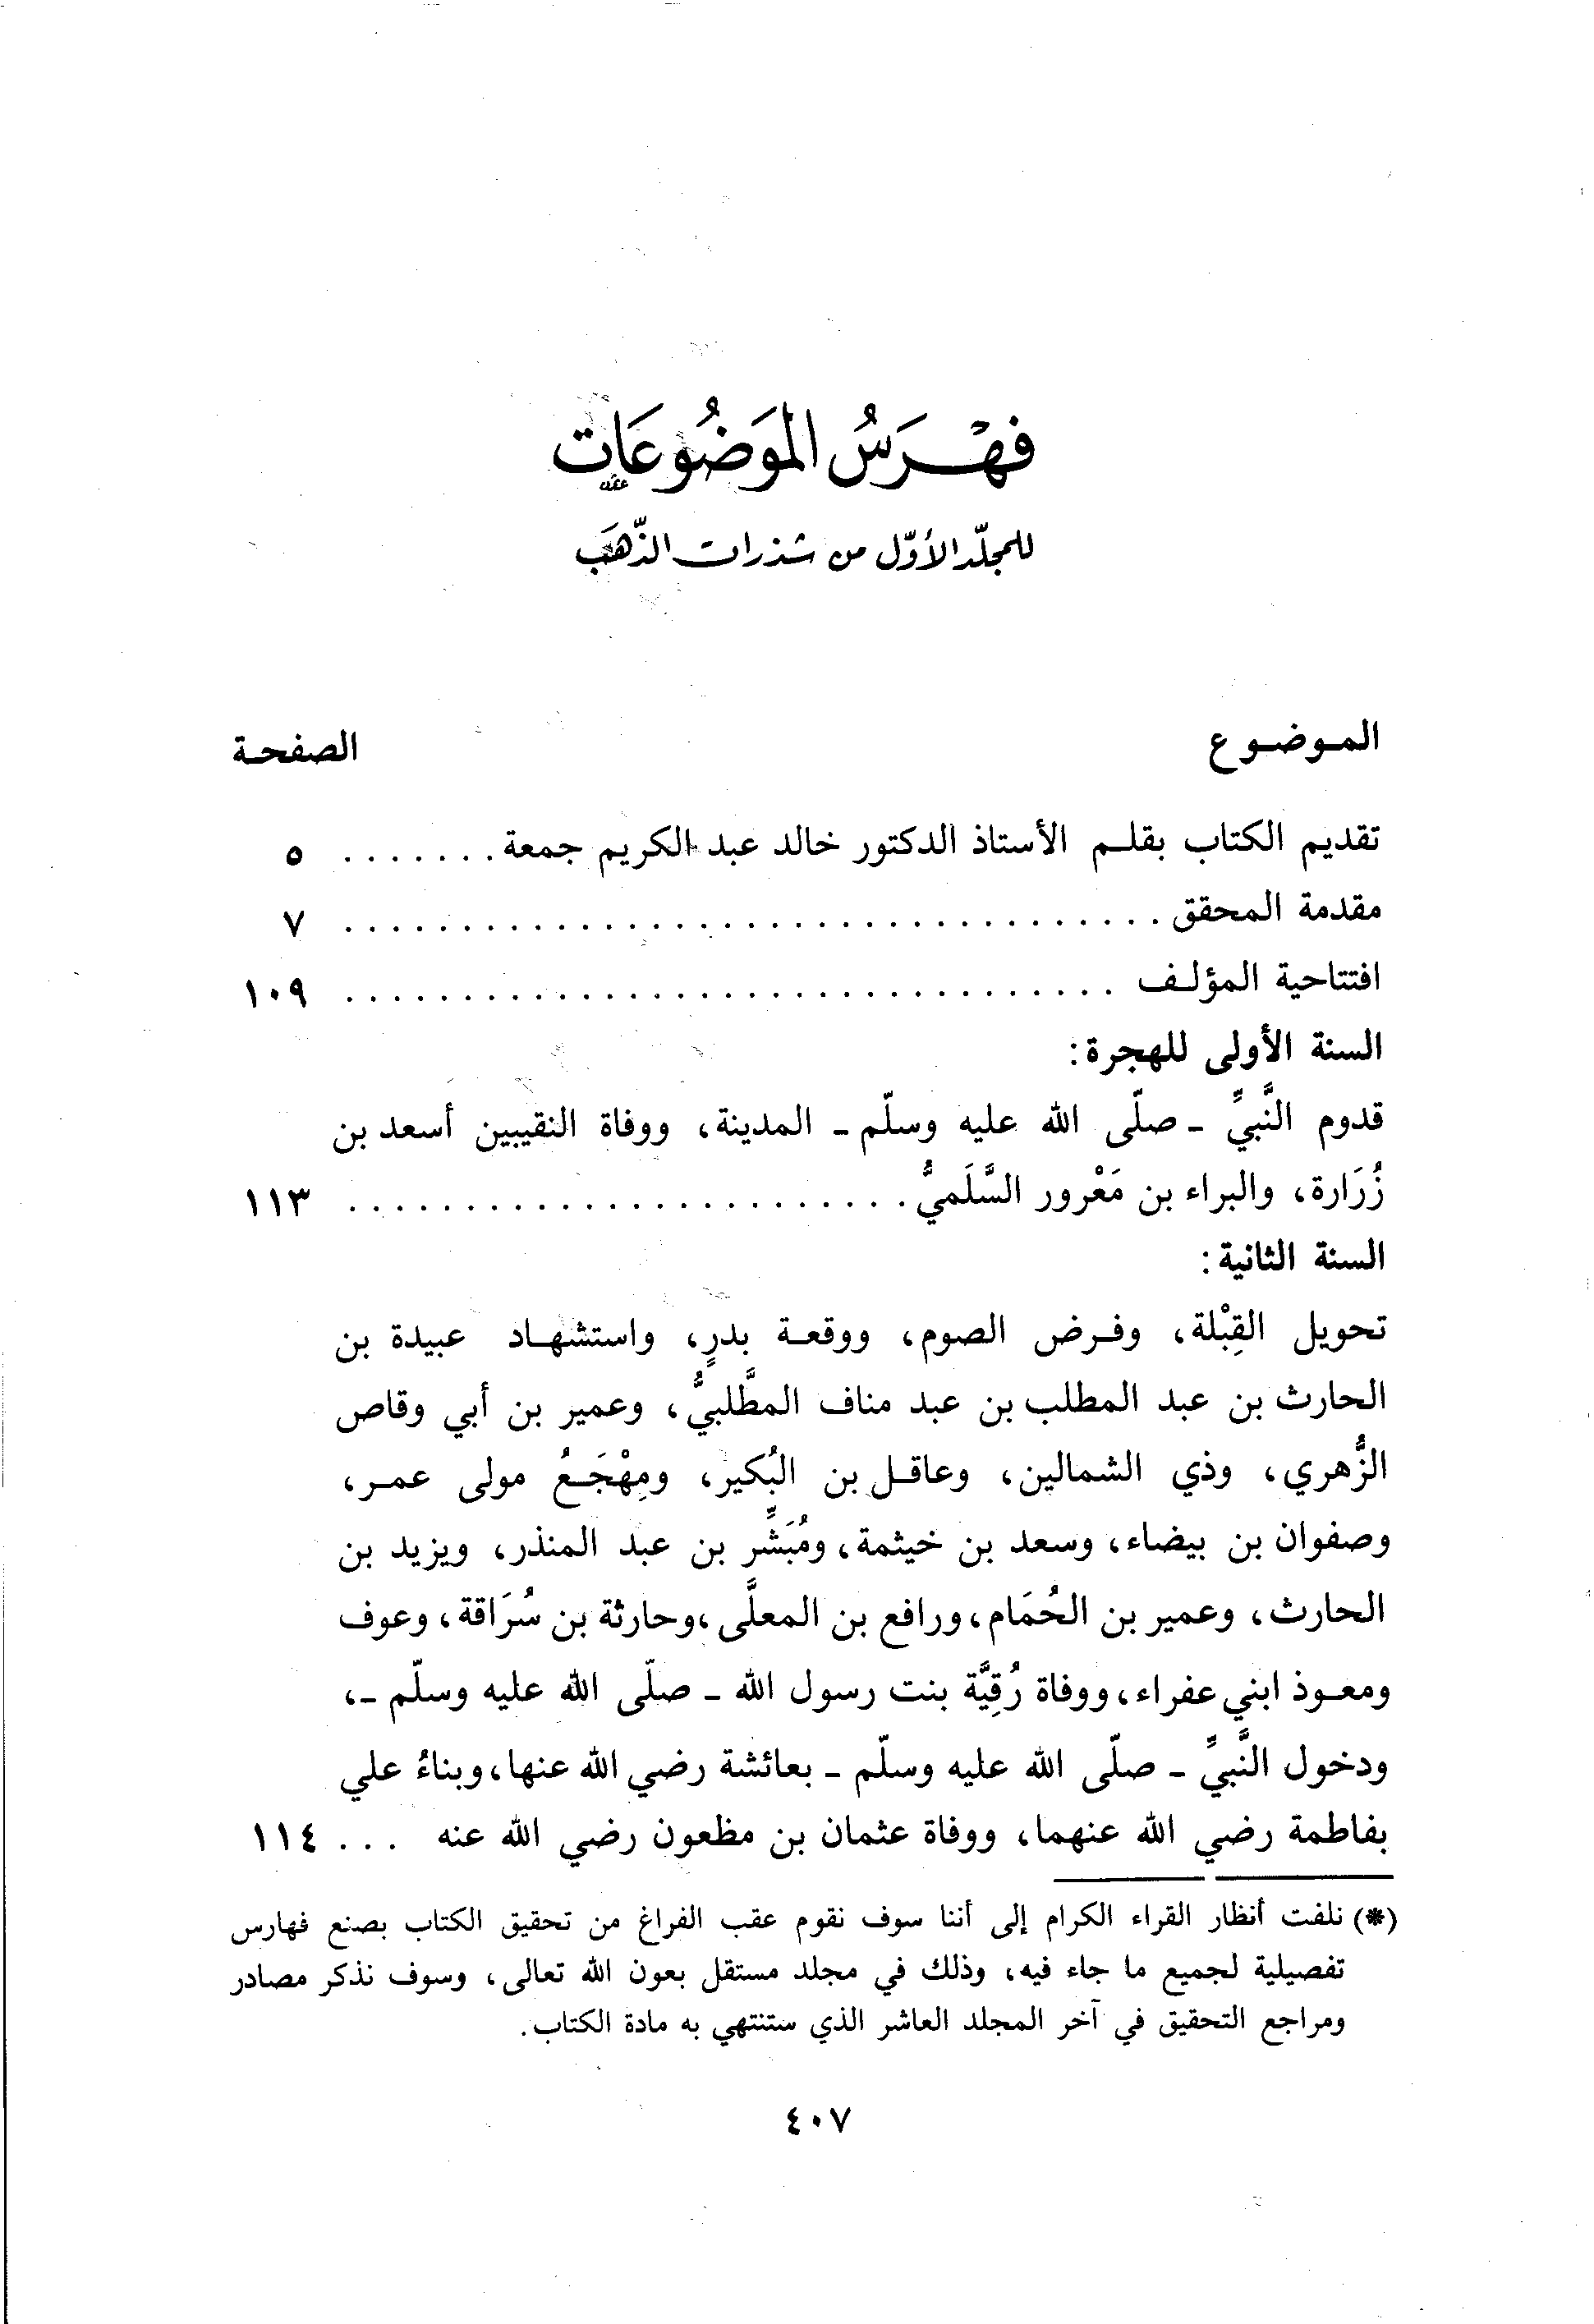 فِهْرَسُ المَوَضُوعَات
للمجلّد الأوّل من شذرات الذّهَب
الموضوع الصفحة
تقديم الكتاب بقلم الأستاذ الدكتور خالد عبد الكريم جمعة . . . . . . . ٥
مقدمة المحقق . . . . . . . . . . . . . . . . . . . . . . . . . . . . . . . . . . . ٧
افتتاحية المؤلف . . . . . . . . . . . . . . . . . . . . . . . . . . . . . . . . . ١٠٩
السنة الأولى للهجرة:
قدوم النَّبيِّ - صلّى الله عليه وسلّم - المدينة، ووفاة النقيبين أسعد بن
زُرَارة، والبراء بن مَعْرور السَّلَميُّ . . . . . . . . . . . . . . . . . . . . . . . . ١١٣
السنة الثانية:
تحويل القِبْلة، وفرض الصوم، ووقعة بدرٍ، واستشهاد عبيدة بن
الحارث بن عبد المطلب بن عبد مناف المطَّلبيُّ، وعمير بن أبي وقاص
الزُّهري، وذي الشمالين، وعاقل بن البُكير، ومِهْجَعُ مولى عمر،
وصفوان بن بيضاء، وسعد بن خيثمة، ومُبَشِّر بن عبد المنذر، ويزيد بن
الحارث، وعمير بن الحُمَام، ورافع بن المعلَّى، وحارثة بن سُرَاقة، وعوف
ومعوذ ابني عفراء، ووفاة رُقِيَّة بنت رسول الله - صلّى الله عليه وسلّم -،
ودخول النَّبيِّ - صلّى الله عليه وسلّم - بعائشة رضي الله عنها، وبناءُ علي
بفاطمة رضي الله عنهما، ووفاة عثمان بن مظعون رضي الله عنه . . . ١١٤
(*) نلفت أنظار القراء الكرام إلى أننا سوف نقوم عقب الفراغ من تحقيق الكتاب بصنع فهارس
تفصيلية لجميع ما جاء فيه، وذلك في مجلد مستقل بعون الله تعالى، وسوف نذكر مصادر
ومراجع التحقيق في آخر المجلد العاشر الذي ستنتهي به مادة الكتاب.
٤٠٧